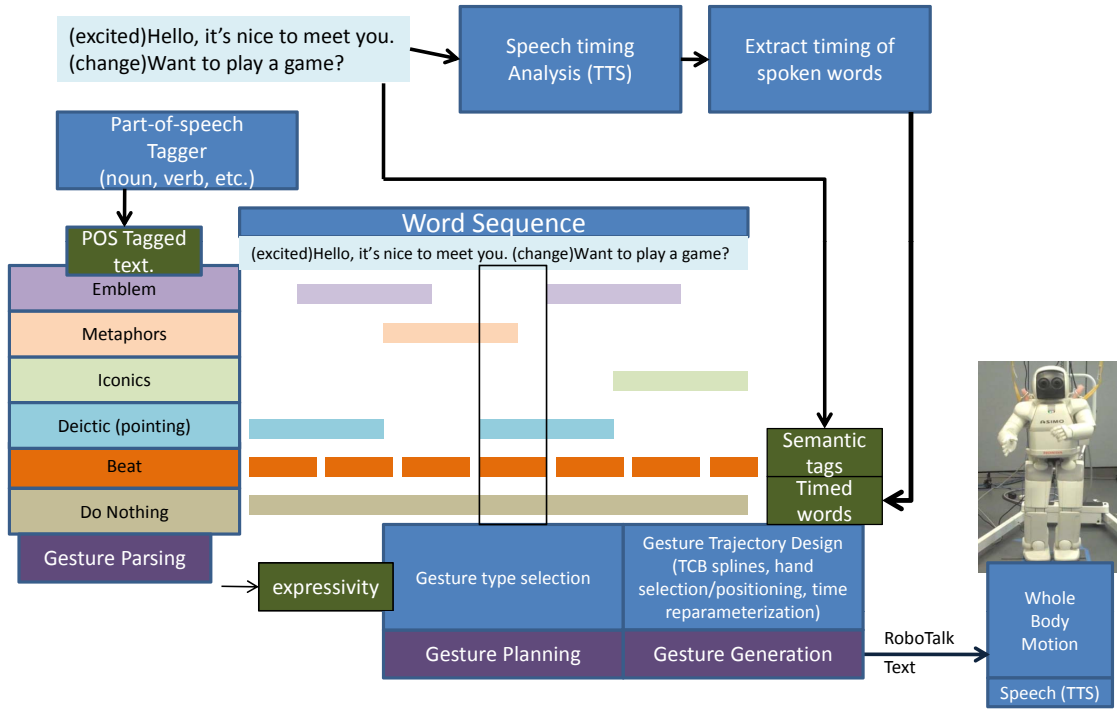 (excited)Hello, it's nice to meet you.
(change)Want to play a game?
Speech timing
Analysis (TTS)
Extract timing of
spoken words
Part-of-speech
Tagger
(noun, verb, etc.)
POS Tagged
text.
Word Sequence
(excited)Hello, it's nice to meet you. (change)Want to play a game?
Emblem
Metaphors
Iconics
Deictic (pointing)
Beat
Do Nothing
Gesture Parsing
Semantic
tags
Timed
words
expressivity
Gesture type selection
Gesture Trajectory Design
(TCB splines, hand
selection/positioning, time
reparameterization)
Gesture Planning
Gesture Generation
RoboTalk
Text
ASIMO
Whole
Body
Motion
Speech (TTS)